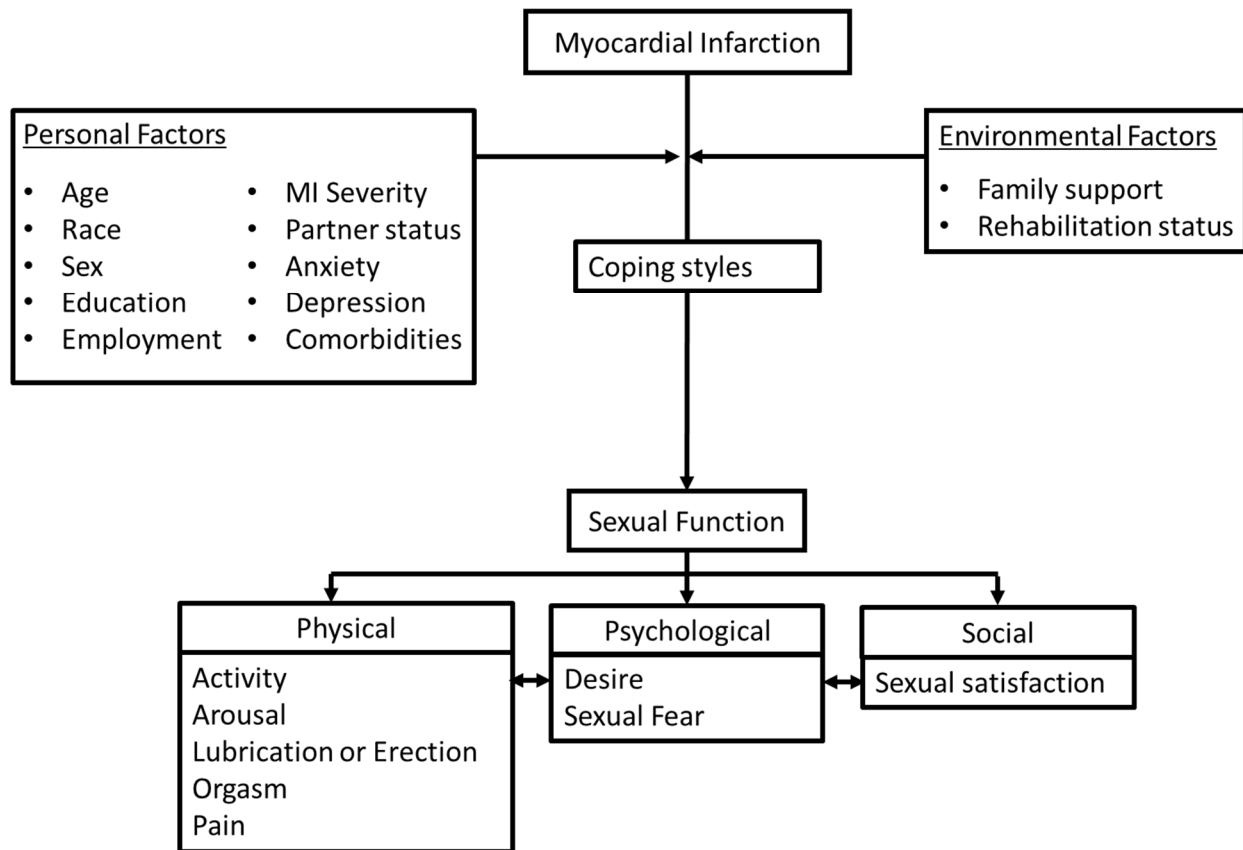 Myocardial Infarction
Personal Factors
• Age
• Race
• Sex
• Education
• Employment
• MI Severity
• Partner status
• Anxiety
• Depression
• Comorbidities
Environmental Factors
• Family support
• Rehabilitation status
Coping styles
Sexual Function
Physical
Activity
Arousal
Lubrication or Erection
Orgasm
Pain
Psychological
Desire
Sexual Fear
Social
Sexual satisfaction